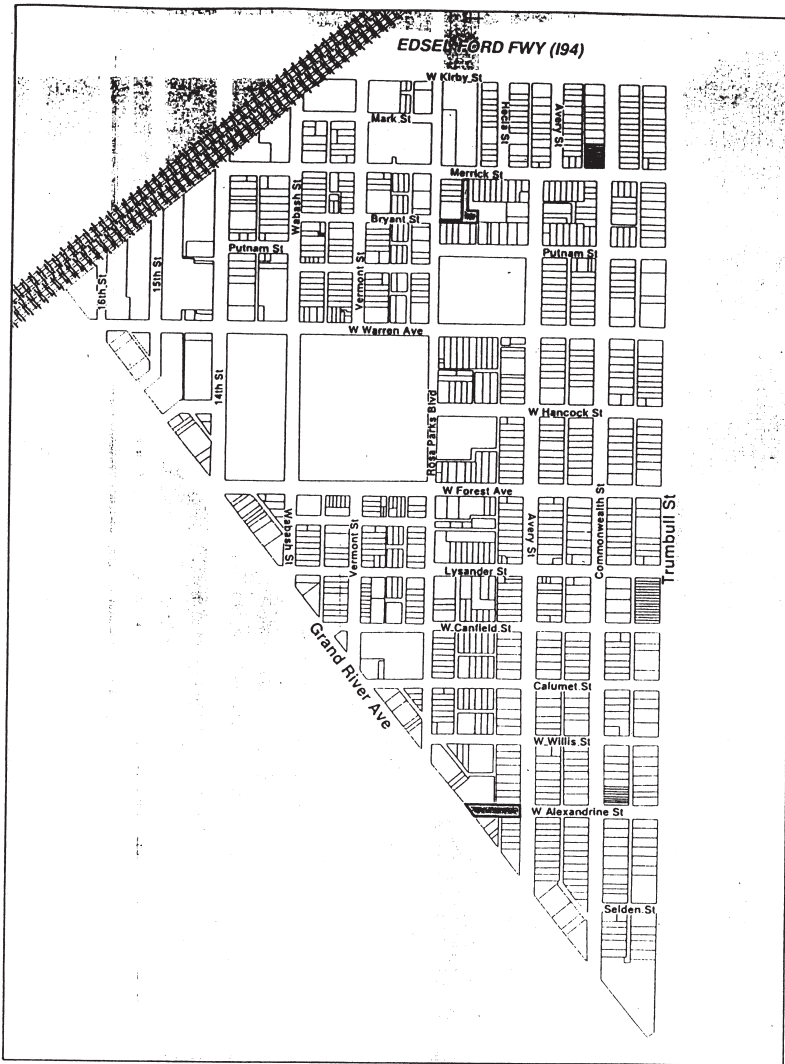 EDSEL FORD FWY (I94)
W Kirby St
Mark St
Hecla St
Avery St
Merrick St
Wabash St
Bryant St
Putnam St
Putnam St
Vermont St
16th St
15th St
W Warren Ave
14th St
Rosa Parks Blvd
W Hancock St
W Forest Ave
Wabash St
Vermont St
Avery St
Commonwealth St
Trumbull St
Lysander St
W Canfield St
Grand River Ave
Calumet St
W Willis St
W Alexandrine St
Selden St